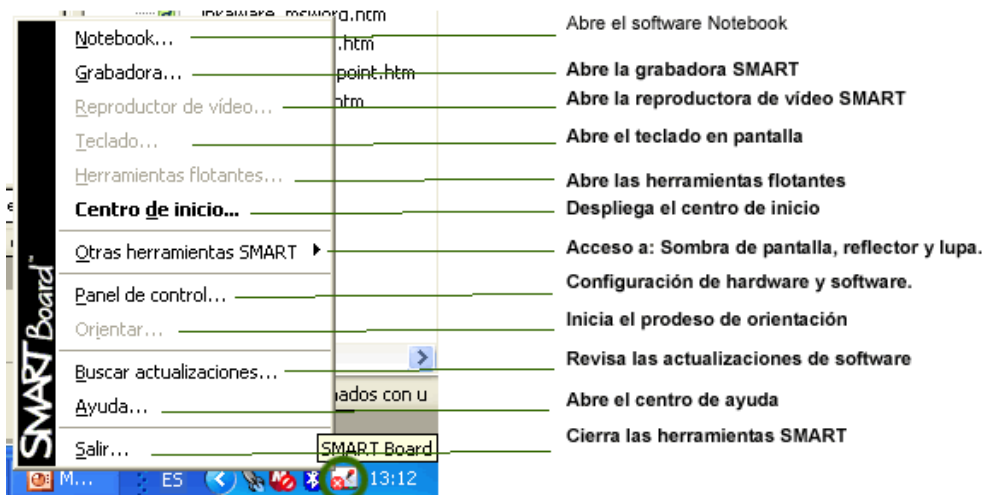 msword.htm
Notebook...
Abre el software Notebook
.htm
Grabadora...
point.htm
Abre la grabadora SMART
Reproductor de vídeo...
Abre la reproductora de vídeo SMART
Teclado...
Abre el teclado en pantalla
Herramientas flotantes...
Abre las herramientas flotantes
Centro de inicio...
Despliega el centro de inicio
Otras herramientas SMART
Acceso a: Sombra de pantalla, reflector y lupa.
Panel de control...
Configuración de hardware y software.
Orientar...
Inicia el prodeso de orientación
Buscar actualizaciones...
Revisa las actualizaciones de software
ados con u
Ayuda...
Abre el centro de ayuda
Salir...
Cierra las herramientas SMART
SMART Board™
SMART Board
M...
ES
13:12